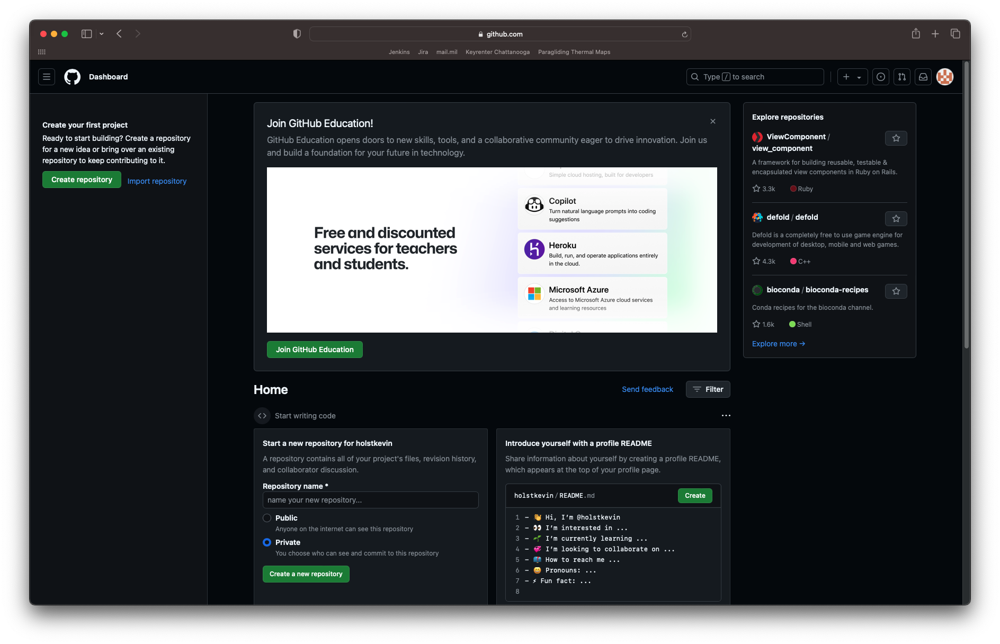 github.com
Jenkins
Jira
mail.mil
Keyrenter Chattanooga
Paragliding Thermal Maps
Dashboard
Type / to search
Create your first project
Ready to start building? Create a repository
for a new idea or bring over an existing
repository to keep contributing to it.
Create repository
Import repository
Join GitHub Education!
GitHub Education opens doors to new skills, tools, and a collaborative community eager to drive innovation. Join us
and build a foundation for your future in technology.
Free and discounted
services for teachers
and students.
Simple cloud hosting, built for developers
Copilot
Turn natural language prompts into coding
suggestions
Heroku
Build, run, and operate applications entirely
in the cloud.
Microsoft Azure
Access to Microsoft Azure cloud services
and learning resources
Join GitHub Education
Home
Send feedback
Filter
Start writing code
Start a new repository for holstkevin
A repository contains all of your project's files, revision history,
and collaborator discussion.
Repository name *
name your new repository...
Public
Anyone on the internet can see this repository
Private
You choose who can see and commit to this repository
Create a new repository
Introduce yourself with a profile README
Share information about yourself by creating a profile README,
which appears at the top of your profile page.
holstkevin/README.md
Create
1 - 👋 Hi, I'm @holstkevin
2 - 👀 I'm interested in ...
3 - 🌱 I'm currently learning ...
4 - 💞️ I'm looking to collaborate on ...
5 - 📫 How to reach me ...
6 - 😄 Pronouns: ...
7 - ⚡ Fun fact: ...
8
Explore repositories
ViewComponent /
view_component
A framework for building reusable, testable &
encapsulated view components in Ruby on Rails.
3.3k
Ruby
defold / defold
Defold is a completely free to use game engine for
development of desktop, mobile and web games.
4.3k
C++
bioconda / bioconda-recipes
Conda recipes for the bioconda channel.
1.6k
Shell
Explore more →